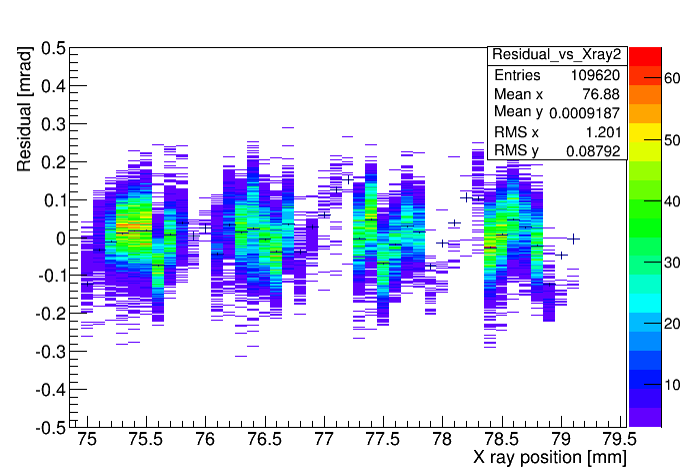 Residual_vs_Xray2
Entries 109620
Mean x 76.88
Mean y 0.0009187
RMS x 1.201
RMS y 0.08792
Residual [mrad]
0.5
0.4
0.3
0.2
0.1
0
-0.1
-0.2
-0.3
-0.4
-0.5
75 75.5 76 76.5 77 77.5 78 78.5 79 79.5
X ray position [mm]
60
50
40
30
20
10